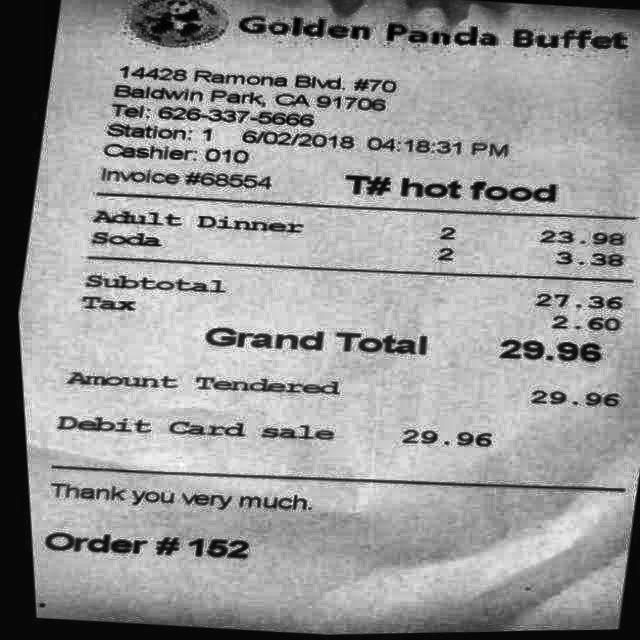 Golden Panda Buffet
14428 Ramona Blvd. #70
Baldwin Park, CA 91706
Tel: 626-337-5666
Station: 1 6/02/2018 04:18:31 PM
Cashier: 010
Invoice #68554 T# hot food
Adult Dinner 2 23.98
Soda 2 3.38
Subtotal 27.36
Tax 2.60
Grand Total 29.96
Amount Tendered 29.96
Debit Card sale 29.96
Thank you very much.
Order # 152